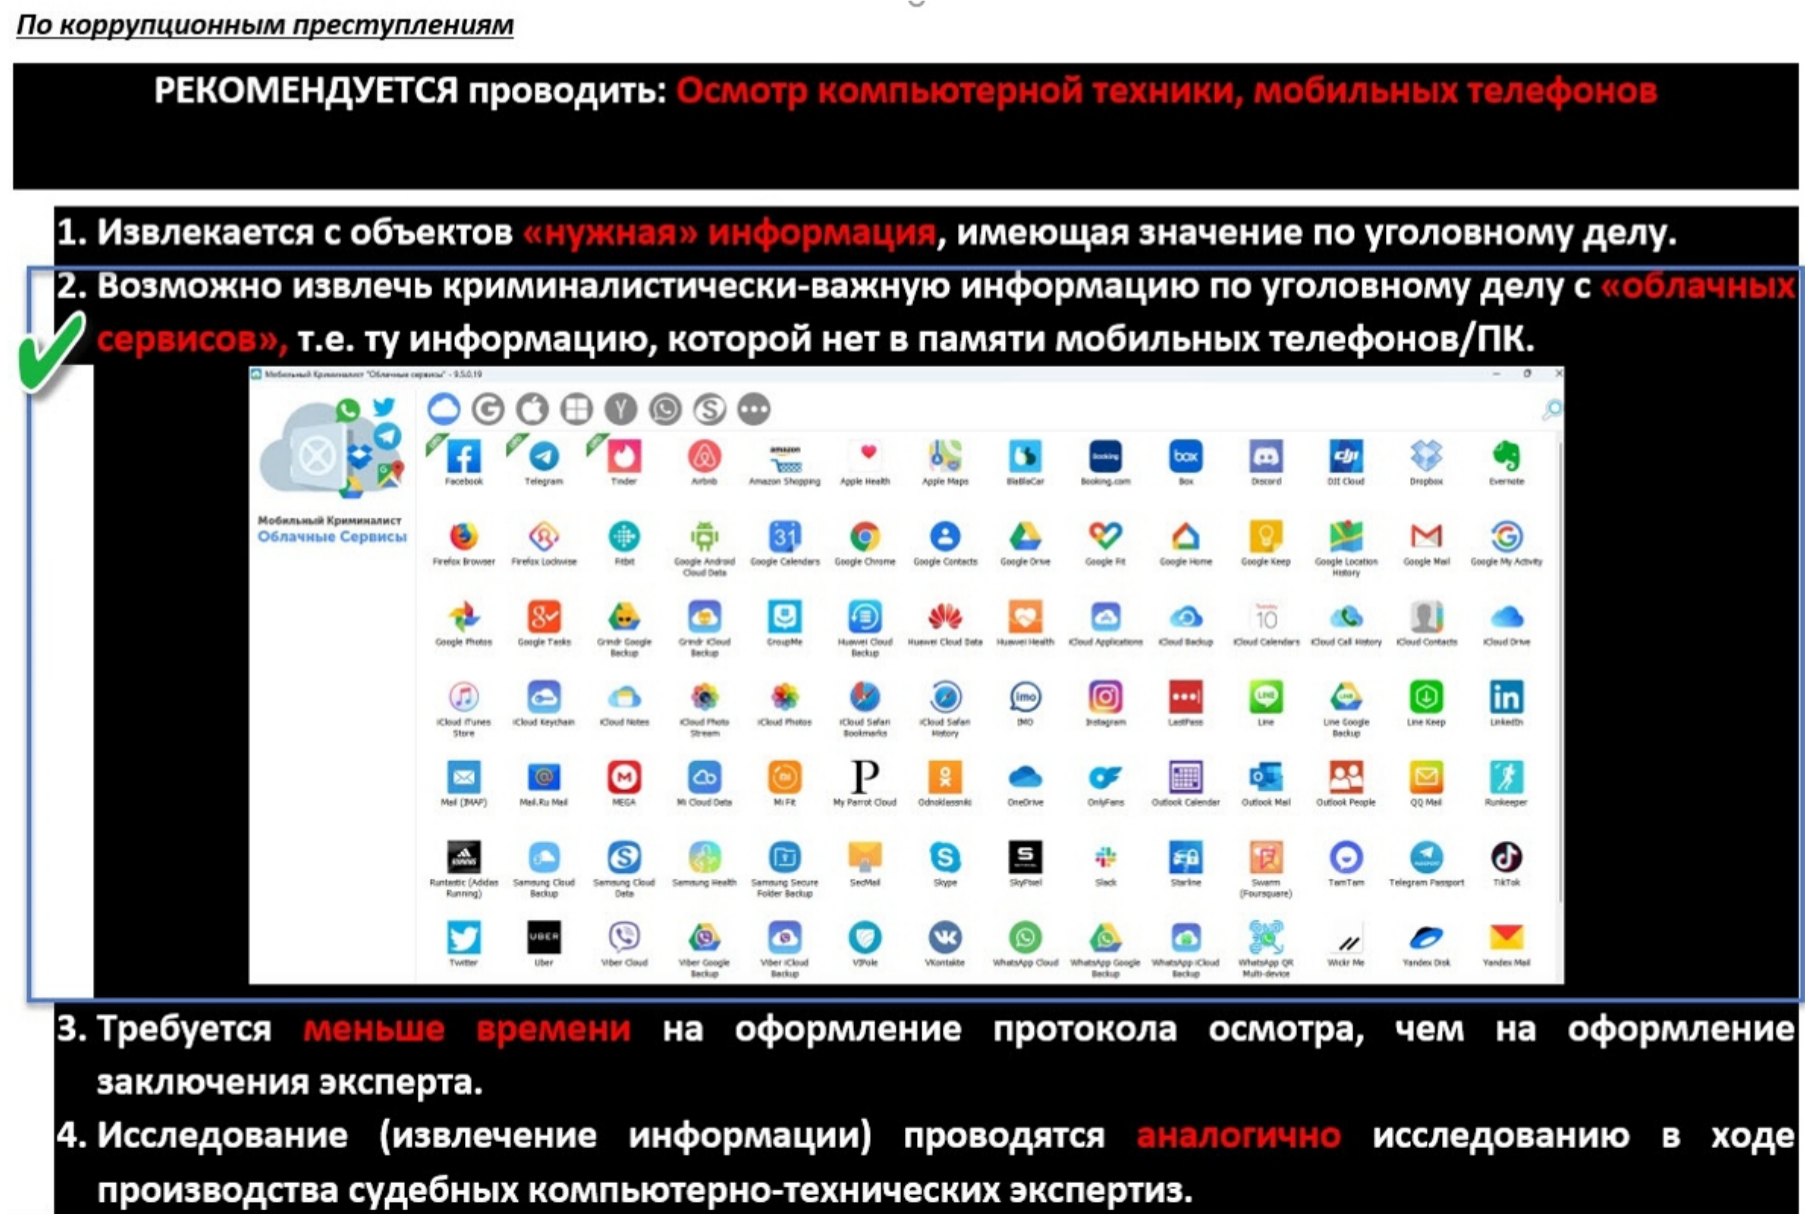 По коррупционным преступлениям
РЕКОМЕНДУЕТСЯ проводить: Осмотр компьютерной техники, мобильных телефонов
1. Извлекается с объектов «нужная» информация, имеющая значение по уголовному делу.
2. Возможно извлечь криминалистически-важную информацию по уголовному делу с «облачных
сервисов», т.е. ту информацию, которой нет в памяти мобильных телефонов/ПК.
Мобильный Криминалист "Облачные сервисы" - 9.5.0.19
Мобильный Криминалист
Облачные Сервисы
Facebook Telegram Tinder Airbnb Amazon Shopping Apple Health Apple Maps BlaBlaCar Booking.com Box Discord DJI Cloud Dropbox Evernote
Firefox Browser Firefox Lockwise Fitbit Google Android Google Calendars Google Chrome Google Contacts Google Drive Google Fit Google Home Google Keep Google Location Google Mail Google My Activity
Cloud Data History
Google Photos Google Tasks Grindr Google Grindr iCloud GroupMe Huawei Cloud Huawei Cloud Data Huawei Health iCloud Applications iCloud Backup iCloud Calendars iCloud Call History iCloud Contacts iCloud Drive
Backup Backup Backup
iCloud iTunes iCloud Keychain iCloud Notes iCloud Photo iCloud Photos iCloud Safari iCloud Safari IMO Instagram LastPass Line Line Google Line Keep LinkedIn
Store Stream Bookmarks History Backup
Mail (IMAP) Mail.Ru Mail MEGA Mi Cloud Data Mi Fit My Parrot Cloud Odnoklassniki OneDrive OnlyFans Outlook Calendar Outlook Mail Outlook People QQ Mail Runkeeper
Runtastic (Adidas Samsung Cloud Samsung Cloud Samsung Health Samsung Secure SecMail Skype SkyPixel Slack Starline Swarm TamTam Telegram Passport TikTok
Running) Backup Data Folder Backup (Foursquare)
Twitter Uber Viber Cloud Viber Google Viber iCloud VIPole VKontakte WhatsApp Cloud WhatsApp Google WhatsApp iCloud WhatsApp QR Wickr Me Yandex Disk Yandex Mail
Backup Backup Backup Backup Multi-device
3. Требуется меньше времени на оформление протокола осмотра, чем на оформление
заключения эксперта.
4. Исследование (извлечение информации) проводятся аналогично исследованию в ходе
производства судебных компьютерно-технических экспертиз.